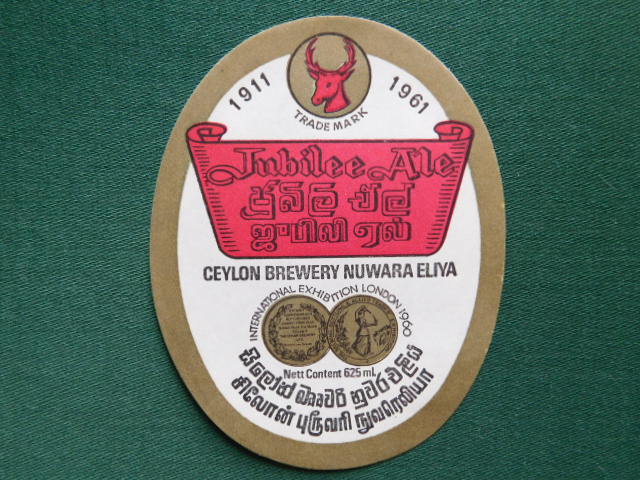 1911 1961
TRADE MARK
Jubilee Ale
ජුබිලි ඒල්
ஜுபிலி ஏல்
CEYLON BREWERY NUWARA ELIYA
INTERNATIONAL EXHIBITION LONDON 1960
Nett Content 625 mL
සිලෝන් බෲවරි නුවරඑළිය
சிலோன் புரூவரி நுவரெலியா